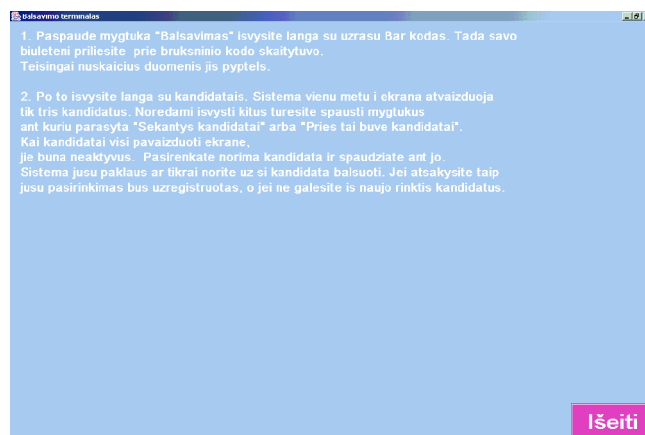 Balsavimo terminalas
1. Paspaude mygtuka "Balsavimas" isvysite langa su uzrasu Bar kodas. Tada savo
biuleteni priliesite prie bruksninio kodo skaitytuvo.
Teisingai nuskaicius duomenis jis pyptels.
2. Po to isvysite langa su kandidatais. Sistema vienu metu i ekrana atvaizduoja
tik tris kandidatus. Noredami isvysti kitus turesite spausti mygtukus
ant kuriu parasyta "Sekantys kandidatai" arba "Pries tai buve kandidatai".
Kai kandidatai visi pavaizduoti ekrane,
jie buna neaktyvus. Pasirenkate norima kandidata ir spaudziate ant jo.
Sistema jusu paklaus ar tikrai norite uz si kandidata balsuoti. Jei atsakysite taip
jusu pasirinkimas bus uzregistruotas, o jei ne galesite is naujo rinktis kandidatus.
Išeiti